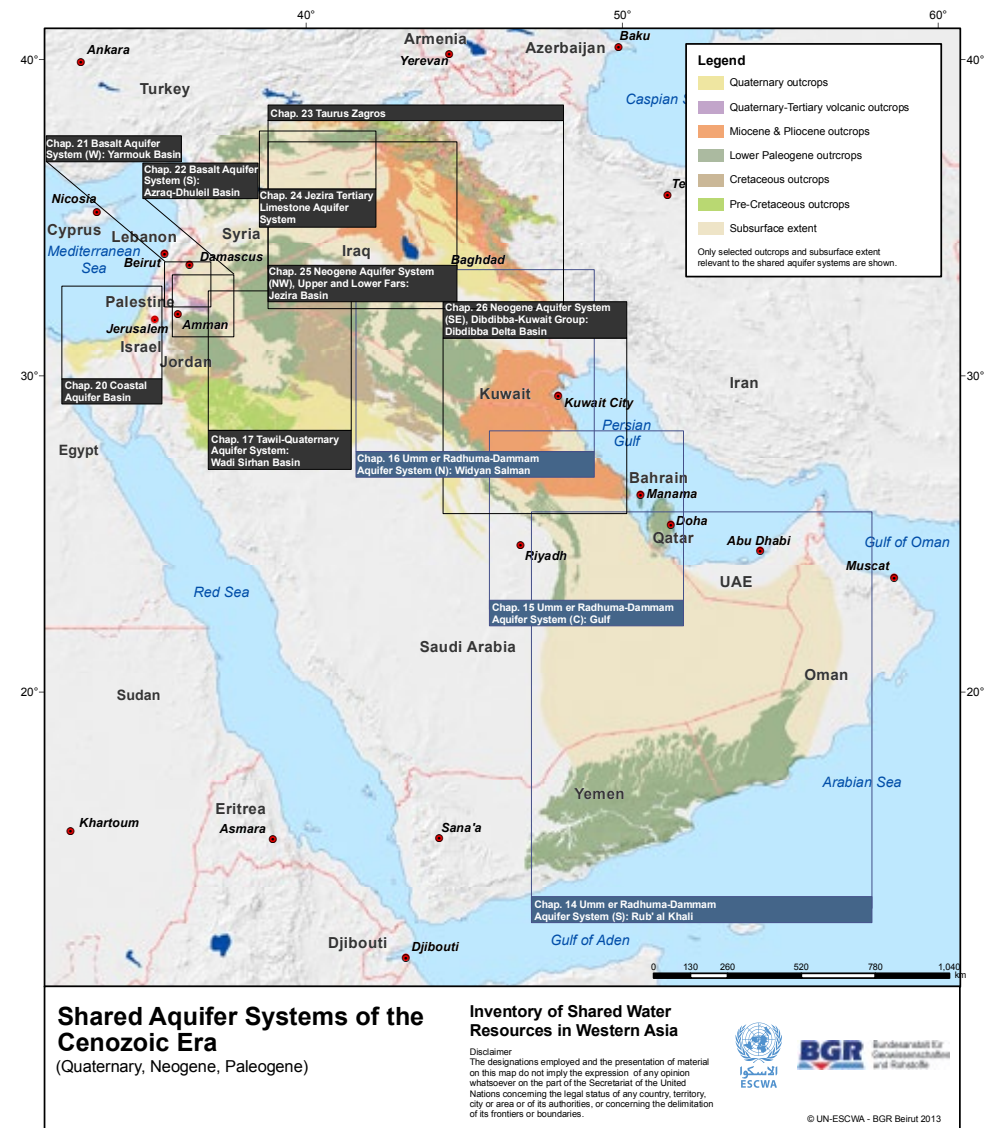 40°
50°
60°
Ankara
Armenia
Yerevan
Azerbaijan
Baku
40°
40°
Turkey
Caspian
Legend
Quaternary outcrops
Quaternary-Tertiary volcanic outcrops
Miocene & Pliocene outcrops
Lower Paleogene outcrops
Cretaceous outcrops
Pre-Cretaceous outcrops
Subsurface extent
Only selected outcrops and subsurface extent
relevant to the shared aquifer systems are shown.
Chap. 23 Taurus Zagros
Chap. 21 Basalt Aquifer
System (W): Yarmouk Basin
Chap. 22 Basalt Aquifer
System (S):
Azraq-Dhuleil Basin
Chap. 24 Jezira Tertiary
Limestone Aquifer
System
Nicosia
Cyprus
Mediterranean
Sea
Lebanon
Beirut
Syria
Damascus
Iraq
Baghdad
Chap. 25 Neogene Aquifer System
(NW), Upper and Lower Fars:
Jezira Basin
Chap. 26 Neogene Aquifer System
(SE), Dibdibba-Kuwait Group:
Dibdibba Delta Basin
Palestine
Jerusalem
Amman
Israel
Jordan
30°
30°
Iran
Chap. 20 Coastal
Aquifer Basin
Kuwait
Kuwait City
Persian
Gulf
Egypt
Chap. 17 Tawil-Quaternary
Aquifer System:
Wadi Sirhan Basin
Chap. 16 Umm er Radhuma-Dammam
Aquifer System (N): Widyan Salman
Bahrain
Manama
Doha
Qatar
Riyadh
Abu Dhabi
Gulf of Oman
Muscat
UAE
Red Sea
Chap. 15 Umm er Radhuma-Dammam
Aquifer System (C): Gulf
Saudi Arabia
Oman
20°
20°
Sudan
Arabian Sea
Yemen
Eritrea
Asmara
Khartoum
Sana'a
Chap. 14 Umm er Radhuma-Dammam
Aquifer System (S): Rub' al Khali
Djibouti
Djibouti
Gulf of Aden
0 130 260 520 780 1,040
km
Shared Aquifer Systems of the
Cenozoic Era
(Quaternary, Neogene, Paleogene)
Inventory of Shared Water
Resources in Western Asia
Disclaimer
The designations employed and the presentation of material
on this map do not imply the expression of any opinion
whatsoever on the part of the Secretariat of the United
Nations concerning the legal status of any country, territory,
city or area or of its authorities, or concerning the delimitation
of its frontiers or boundaries.
الاسكوا
ESCWA
BGR
Bundesanstalt für
Geowissenschaften
und Rohstoffe
© UN-ESCWA - BGR Beirut 2013